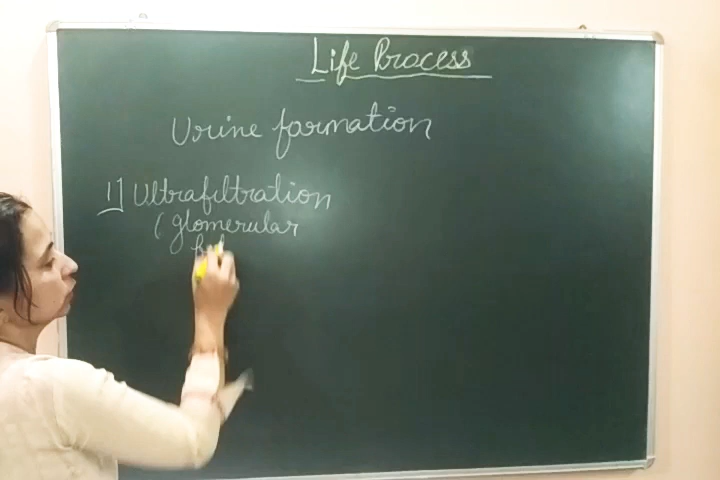 Life Process
Urine formation
1] Ultrafiltration
(glomerular